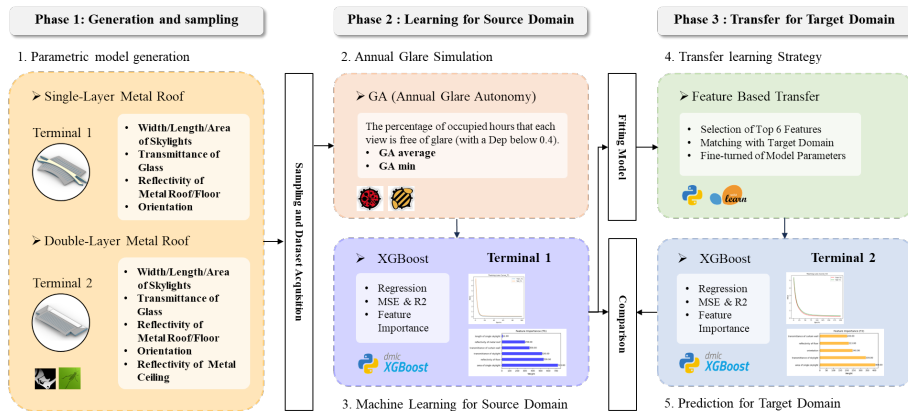 Phase 1: Generation and sampling
Phase 2 : Learning for Source Domain
Phase 3 : Transfer for Target Domain
1. Parametric model generation
Single-Layer Metal Roof
Terminal 1
• Width/Length/Area
of Skylights
• Transmittance of
Glass
• Reflectivity of
Metal Roof/Floor
• Orientation
Double-Layer Metal Roof
Terminal 2
• Width/Length/Area of
Skylights
• Transmittance of
Glass
• Reflectivity of
Metal Roof/Floor
• Orientation
• Reflectivity of Metal
Ceiling
Sampling and Dataset Acquisition
2. Annual Glare Simulation
GA (Annual Glare Autonomy)
The percentage of occupied hours that each
view is free of glare (with a Dep below 0.4).
• GA average
• GA min
XGBoost
Terminal 1
• Regression
• MSE & R2
• Feature
Importance
dmlc
XGBoost
3. Machine Learning for Source Domain
Fitting Model
Comparison
4. Transfer learning Strategy
Feature Based Transfer
• Selection of Top 6 Features
• Matching with Target Domain
• Fine-turned of Model Parameters
learn
XGBoost
Terminal 2
• Regression
• MSE & R2
• Feature
Importance
dmlc
XGBoost
5. Prediction for Target Domain